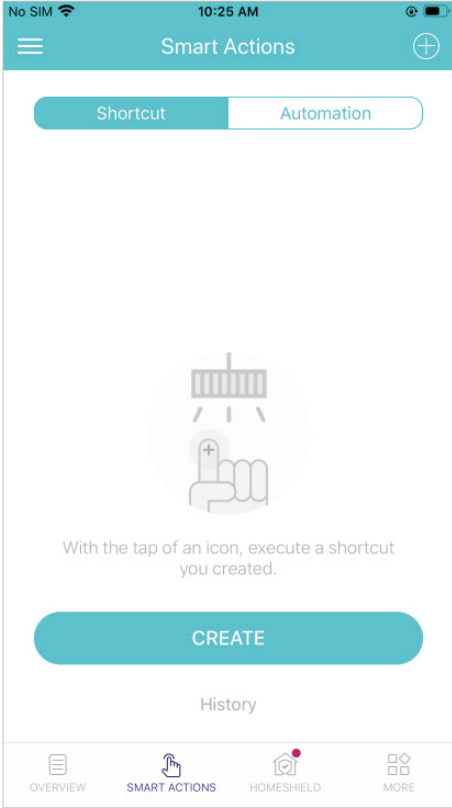 No SIM 10:25 AM
Smart Actions
Shortcut Automation
With the tap of an icon, execute a shortcut
you created.
CREATE
History
OVERVIEW SMART ACTIONS HOMESHIELD MORE